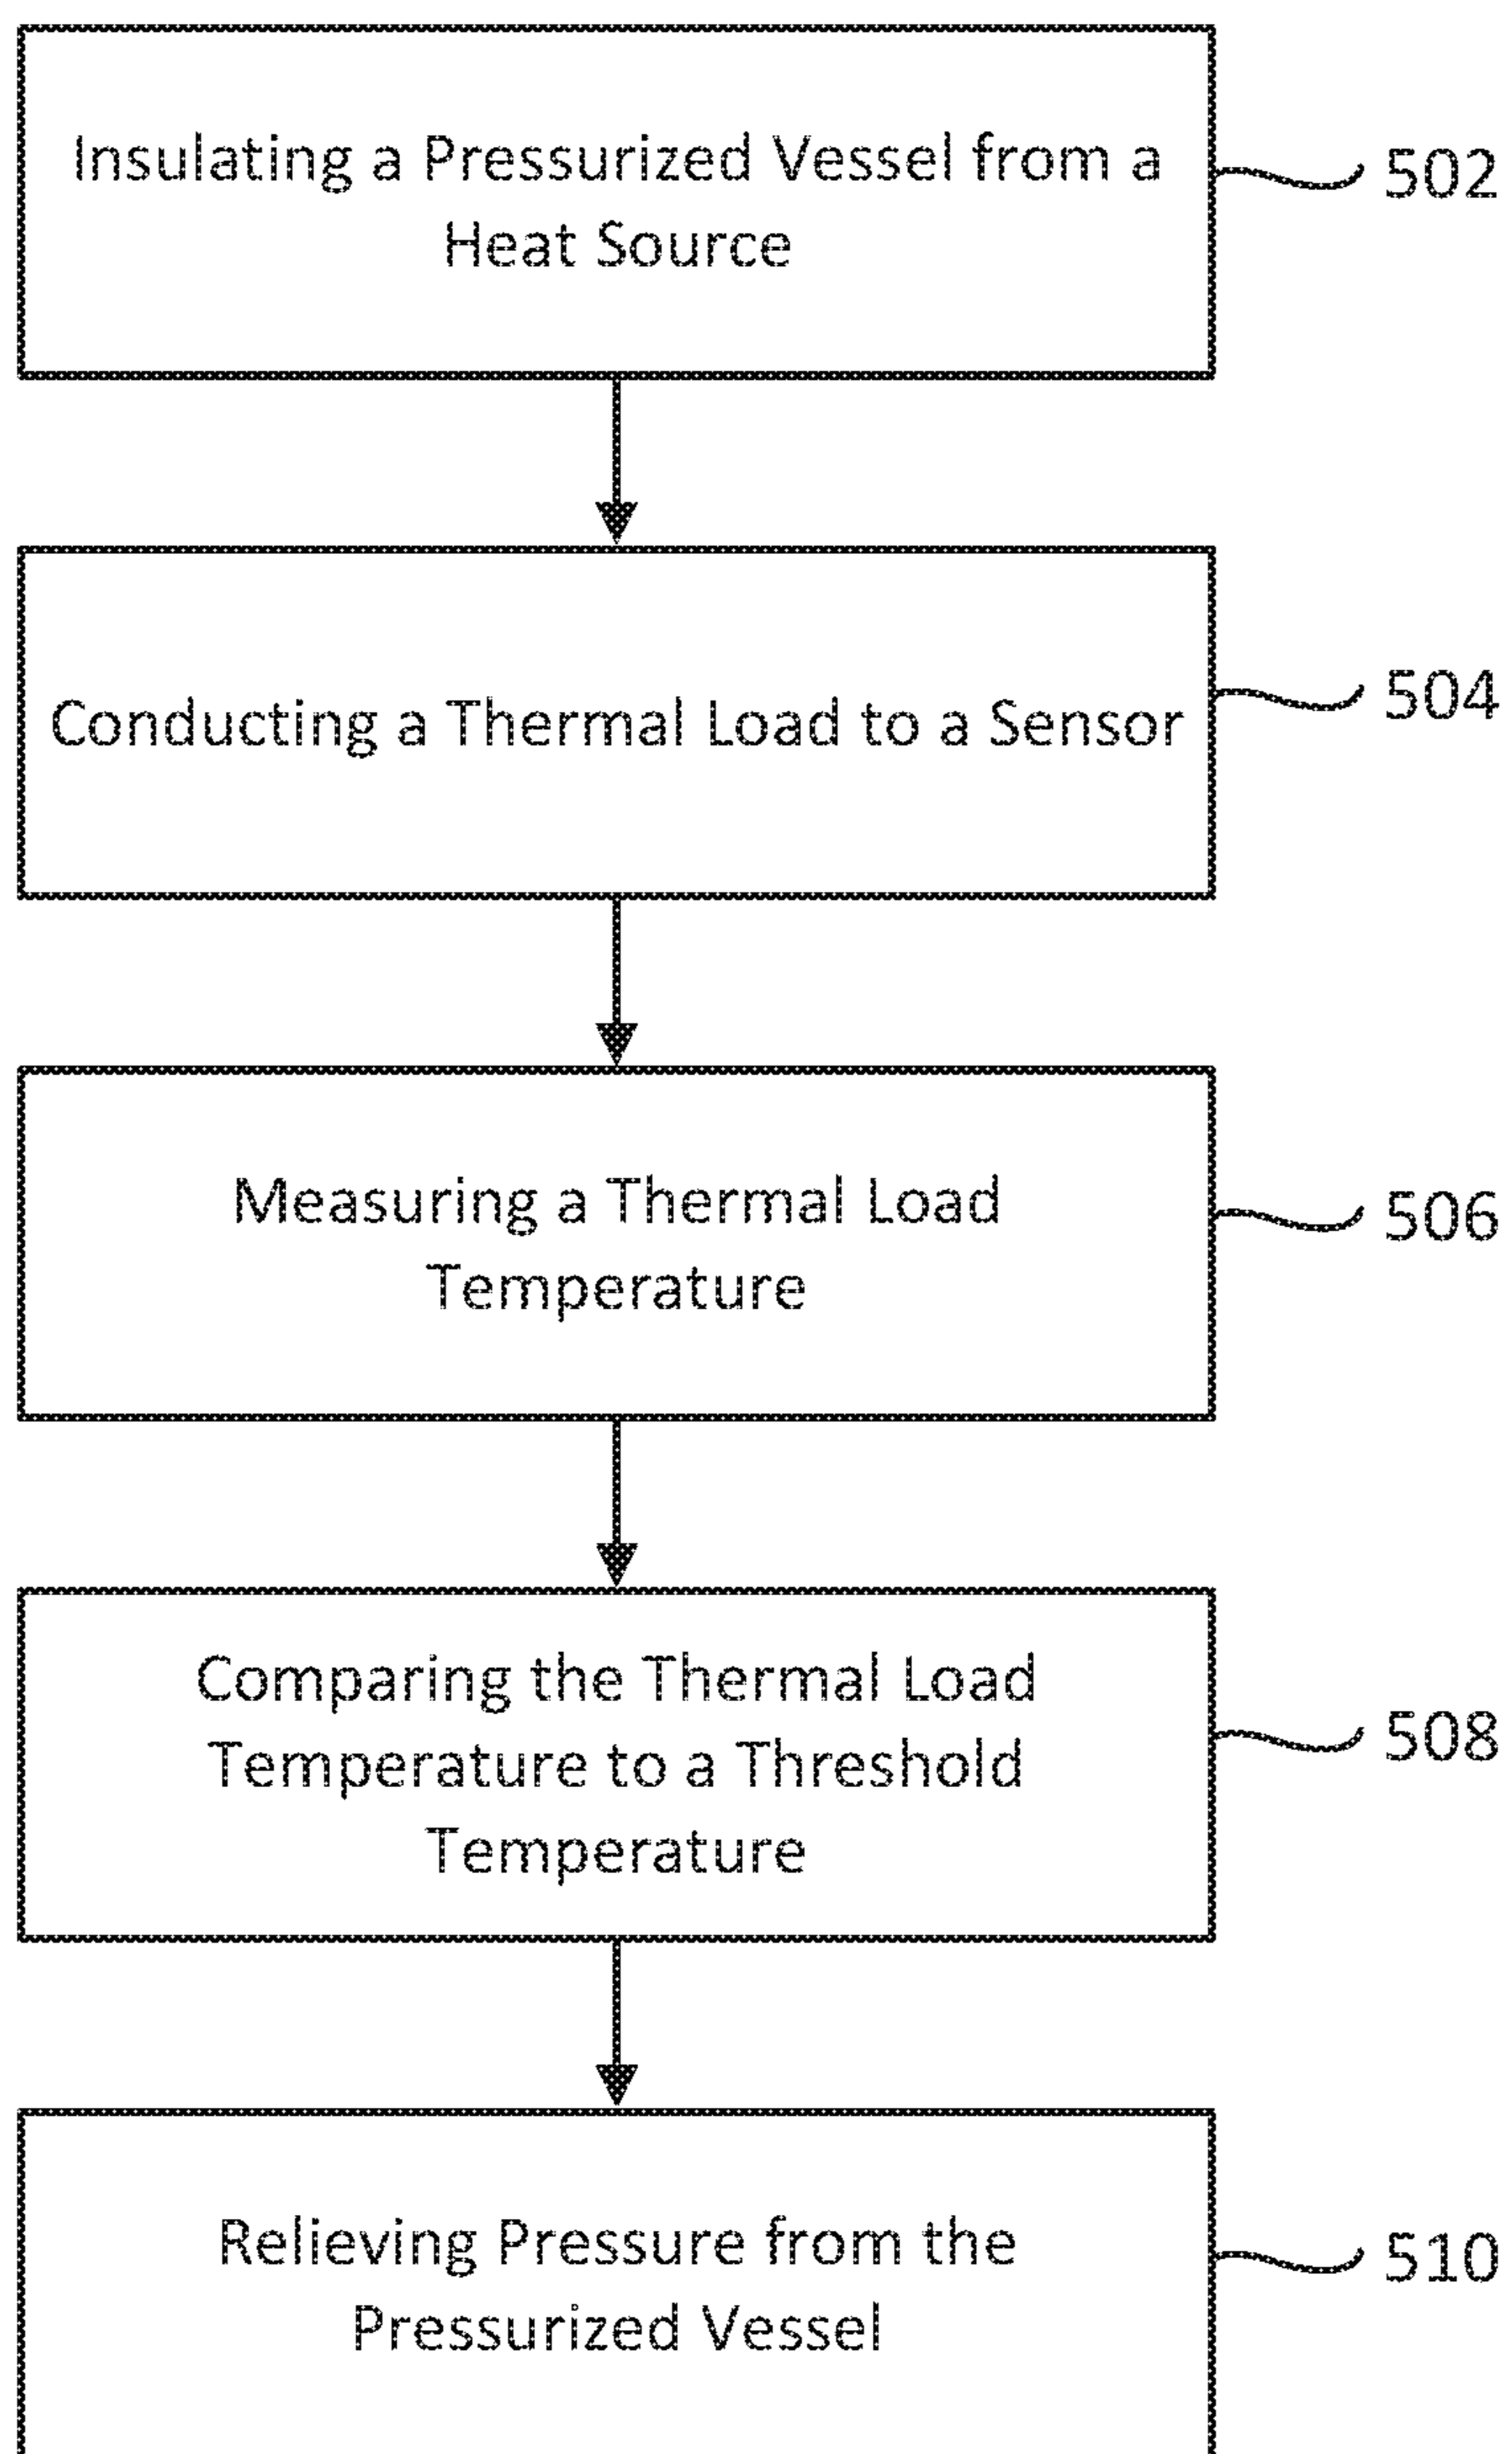 Insulating a Pressurized Vessel from a
Heat Source
502
Conducting a Thermal Load to a Sensor
504
Measuring a Thermal Load
Temperature
506
Comparing the Thermal Load
Temperature to a Threshold
Temperature
508
Relieving Pressure from the
Pressurized Vessel
510